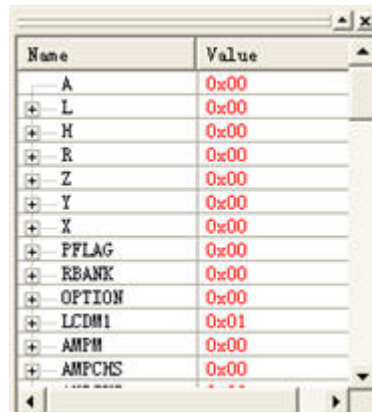 Name Value
A 0x00
L 0x00
H 0x00
R 0x00
Z 0x00
Y 0x00
X 0x00
PFLAG 0x00
RBANK 0x00
OPTION 0x00
LCDM1 0x01
AMPM 0x00
AMPCHS 0x00